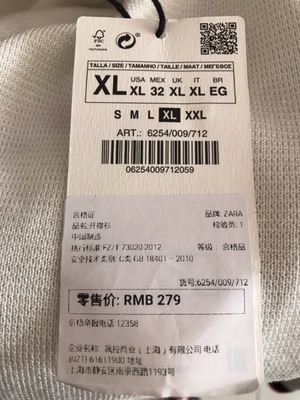 FSC
TALLA / SIZE / TAMANHO / TAILLE / MAAT / ΜΕΓΕΘΟΣ
XL USA XL MEX 32 UK XL IT XL BR EG
S M L XL XXL
ART.: 6254/009/712
06254009712059
合格证 品牌: ZARA
品名:开襟衫 检验员: 1
中国制造
执行标准:FZ/T 73020 2012 等级: 合格品
安全技术类别: C类 GB 18401 - 2010
货号:6254/009/712
零售价: RMB 279
价格举报电话 12358
企业名称: 飒拉商业(上海)有限公司 电话:
(021) 61611900 地址:
上海市静安区南京西路1193号